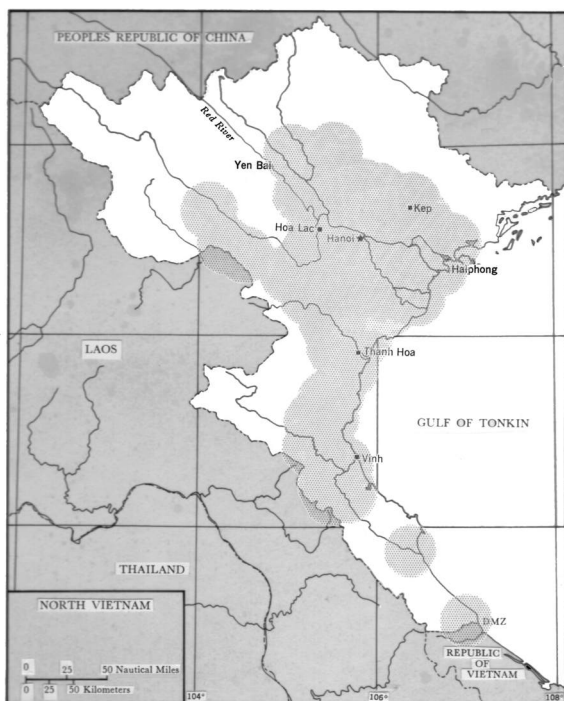 PEOPLES REPUBLIC OF CHINA
Red River
Yen Bai
Kep
Hoa Lac
Hanoi
Haiphong
LAOS
Thanh Hoa
GULF OF TONKIN
Vinh
THAILAND
NORTH VIETNAM
DMZ
REPUBLIC
OF
VIETNAM
0 25 50 Nautical Miles
0 25 50 Kilometers
104° 106° 108°